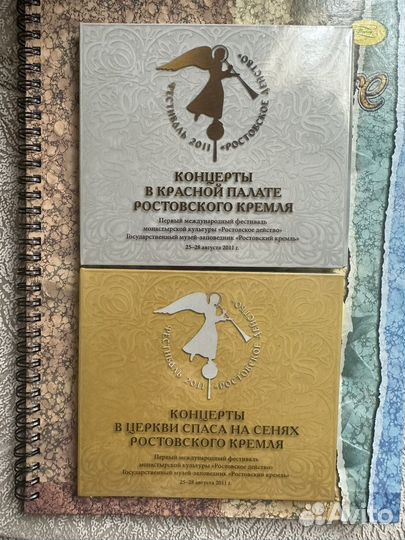 ФЕСТИВАЛЬ 2011 «РОСТОВСКОЕ ДЕЙСТВО»
КОНЦЕРТЫ
В КРАСНОЙ ПАЛАТЕ
РОСТОВСКОГО КРЕМЛЯ
Первый международный фестиваль
монастырской культуры «Ростовское действо»
Государственный музей-заповедник «Ростовский кремль»
25–28 августа 2011 г.
ФЕСТИВАЛЬ 2011 «РОСТОВСКОЕ ДЕЙСТВО»
КОНЦЕРТЫ
В ЦЕРКВИ СПАСА НА СЕНЯХ
РОСТОВСКОГО КРЕМЛЯ
Первый международный фестиваль
монастырской культуры «Ростовское действо»
Государственный музей-заповедник «Ростовский кремль»
25–28 августа 2011 г.
Avito